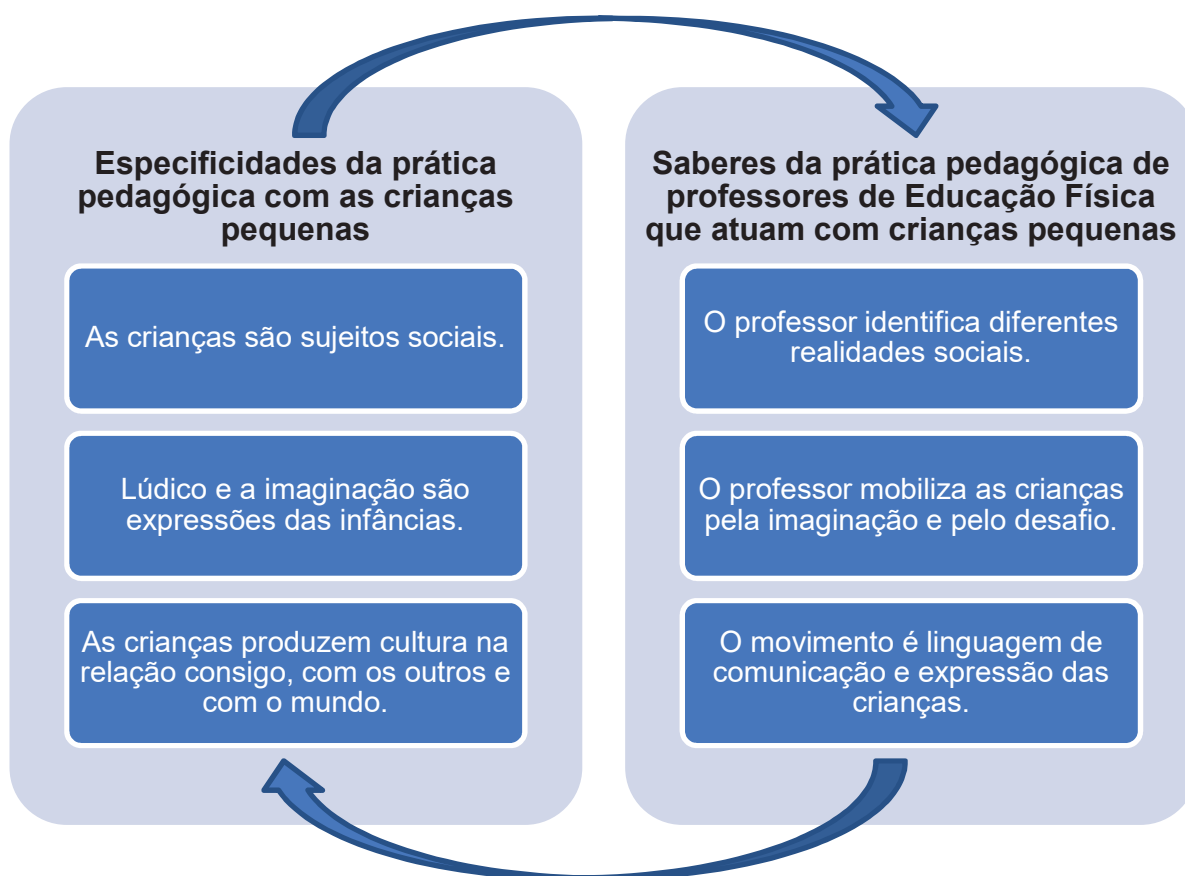 Especificidades da prática
pedagógica com as crianças
pequenas
As crianças são sujeitos sociais.
Lúdico e a imaginação são
expressões das infâncias.
As crianças produzem cultura na
relação consigo, com os outros e
com o mundo.
Saberes da prática pedagógica de
professores de Educação Física
que atuam com crianças pequenas
O professor identifica diferentes
realidades sociais.
O professor mobiliza as crianças
pela imaginação e pelo desafio.
O movimento é linguagem de
comunicação e expressão das
crianças.